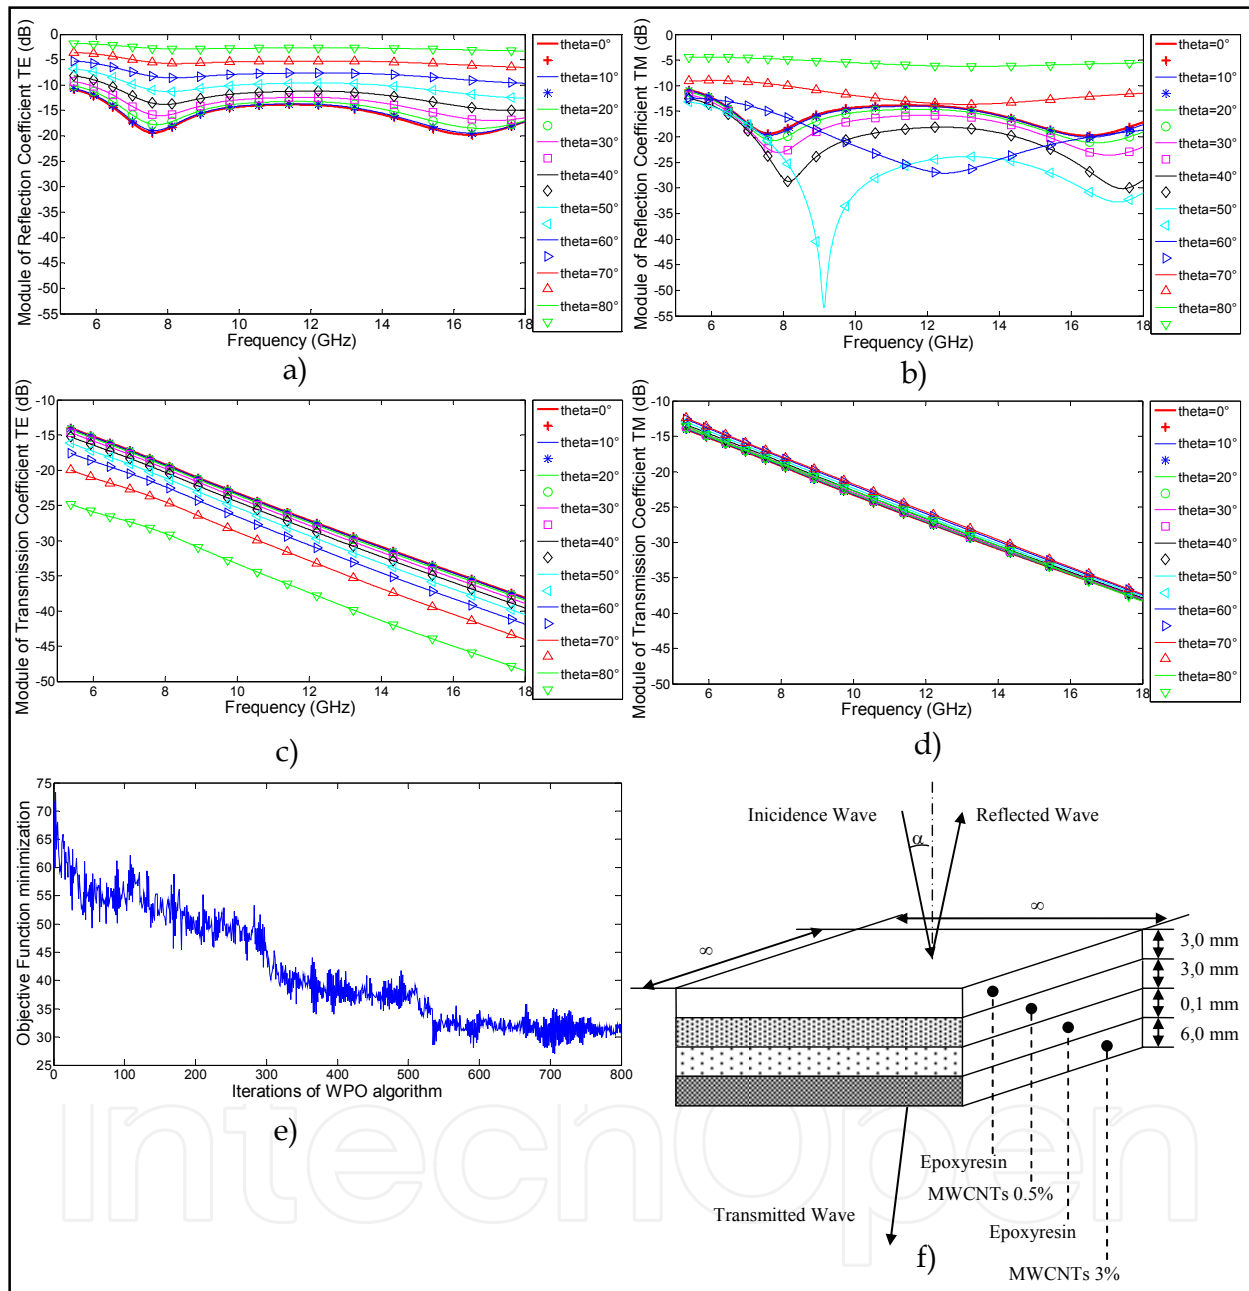 Module of Reflection Coefficient TE (dB)
0
-5
-10
-15
-20
-25
-30
-35
-40
-45
-50
-55
6
8
10
12
14
16
18
Frequency (GHz)
theta=0°
theta=10°
theta=20°
theta=30°
theta=40°
theta=50°
theta=60°
theta=70°
theta=80°
a)
Module of Reflection Coefficient TM (dB)
0
-5
-10
-15
-20
-25
-30
-35
-40
-45
-50
-55
6
8
10
12
14
16
18
Frequency (GHz)
theta=0°
theta=10°
theta=20°
theta=30°
theta=40°
theta=50°
theta=60°
theta=70°
theta=80°
b)
Module of Transmission Coefficient TE (dB)
-10
-15
-20
-25
-30
-35
-40
-45
-50
6
8
10
12
14
16
18
Frequency (GHz)
theta=0°
theta=10°
theta=20°
theta=30°
theta=40°
theta=50°
theta=60°
theta=70°
theta=80°
c)
Module of Transmission Coefficient TM (dB)
-10
-15
-20
-25
-30
-35
-40
-45
-50
6
8
10
12
14
16
18
Frequency (GHz)
theta=0°
theta=10°
theta=20°
theta=30°
theta=40°
theta=50°
theta=60°
theta=70°
theta=80°
d)
Objective Function minimization
75
70
65
60
55
50
45
40
35
30
25
0
100
200
300
400
500
600
700
800
Iterations of WPO algorithm
e)
Inicidence Wave
Reflected Wave
α
∞
∞
3,0 mm
3,0 mm
0,1 mm
6,0 mm
Epoxyresin
MWCNTs 0.5%
Transmitted Wave
Epoxyresin
MWCNTs 3%
f)
IntechOpen